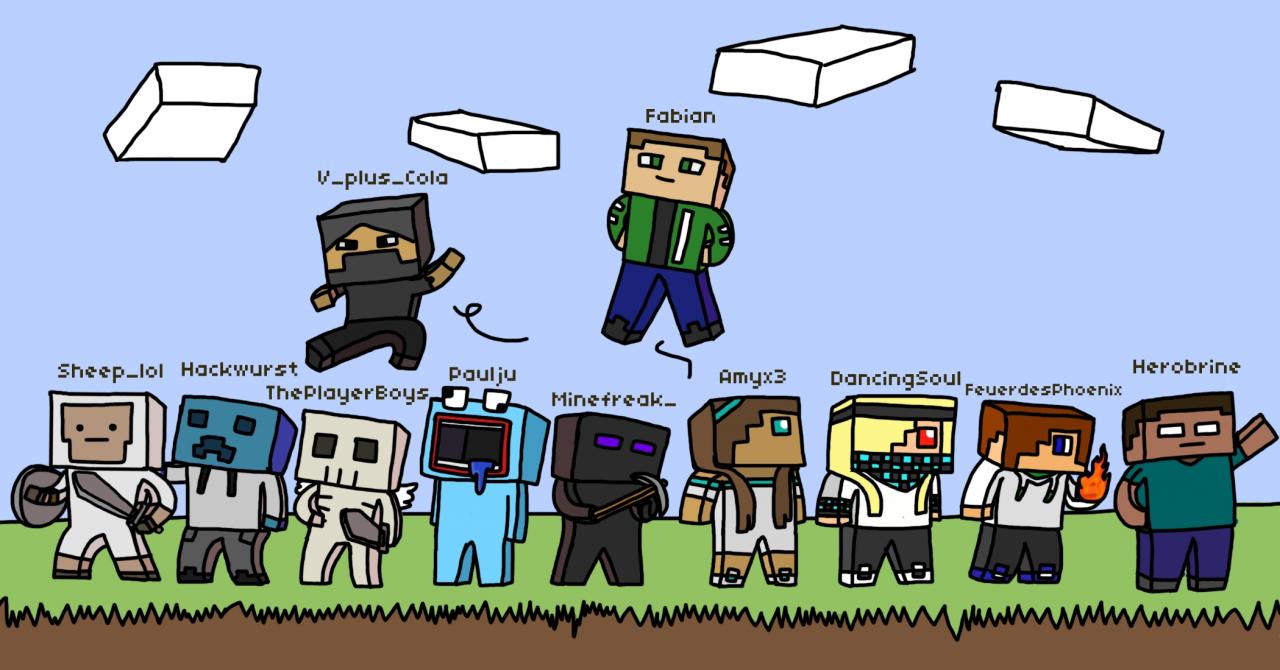 Fabian
V_plus_Cola
Sheep_lol
Hackwurst
ThePlayerBoys
Paulju
Minefreak_
Amyx3
DancingSoul
FeuerdesPhoenix
Herobrine